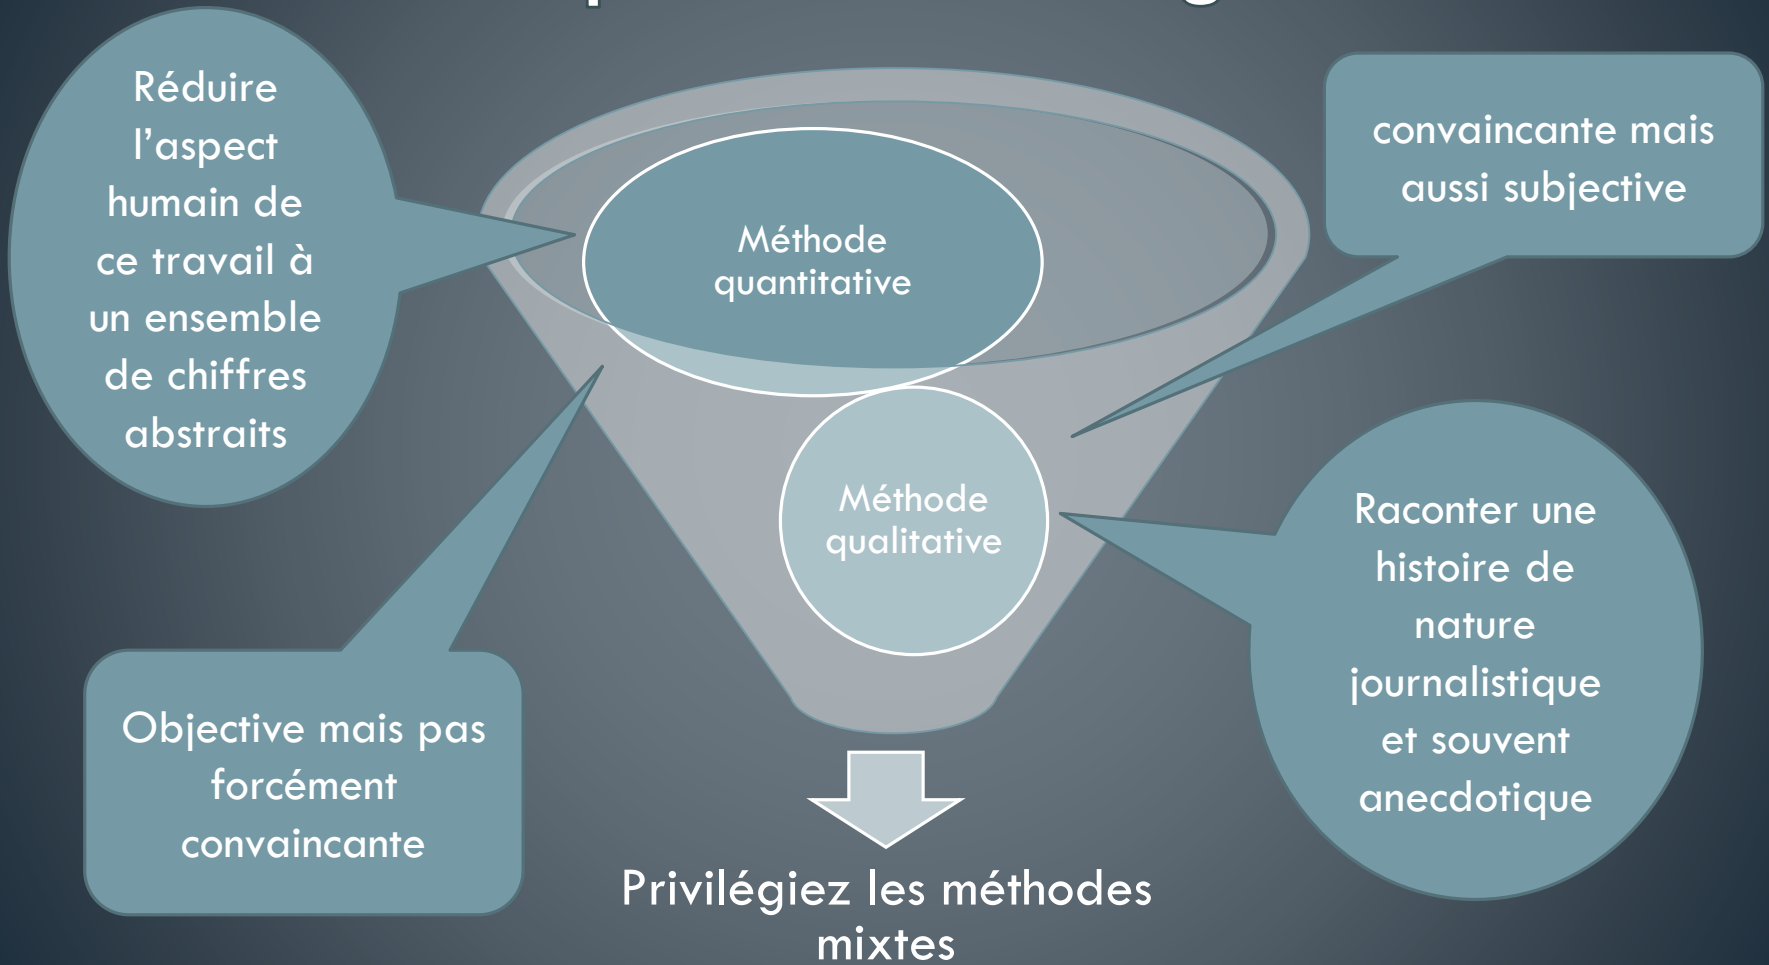 Réduire
l’aspect
humain de
ce travail à
un ensemble
de chiffres
abstraits
Méthode
quantitative
convaincante mais
aussi subjective
Méthode
qualitative
Raconter une
histoire de
nature
journalistique
et souvent
anecdotique
Objective mais pas
forcément
convaincante
Privilégiez les méthodes
mixtes